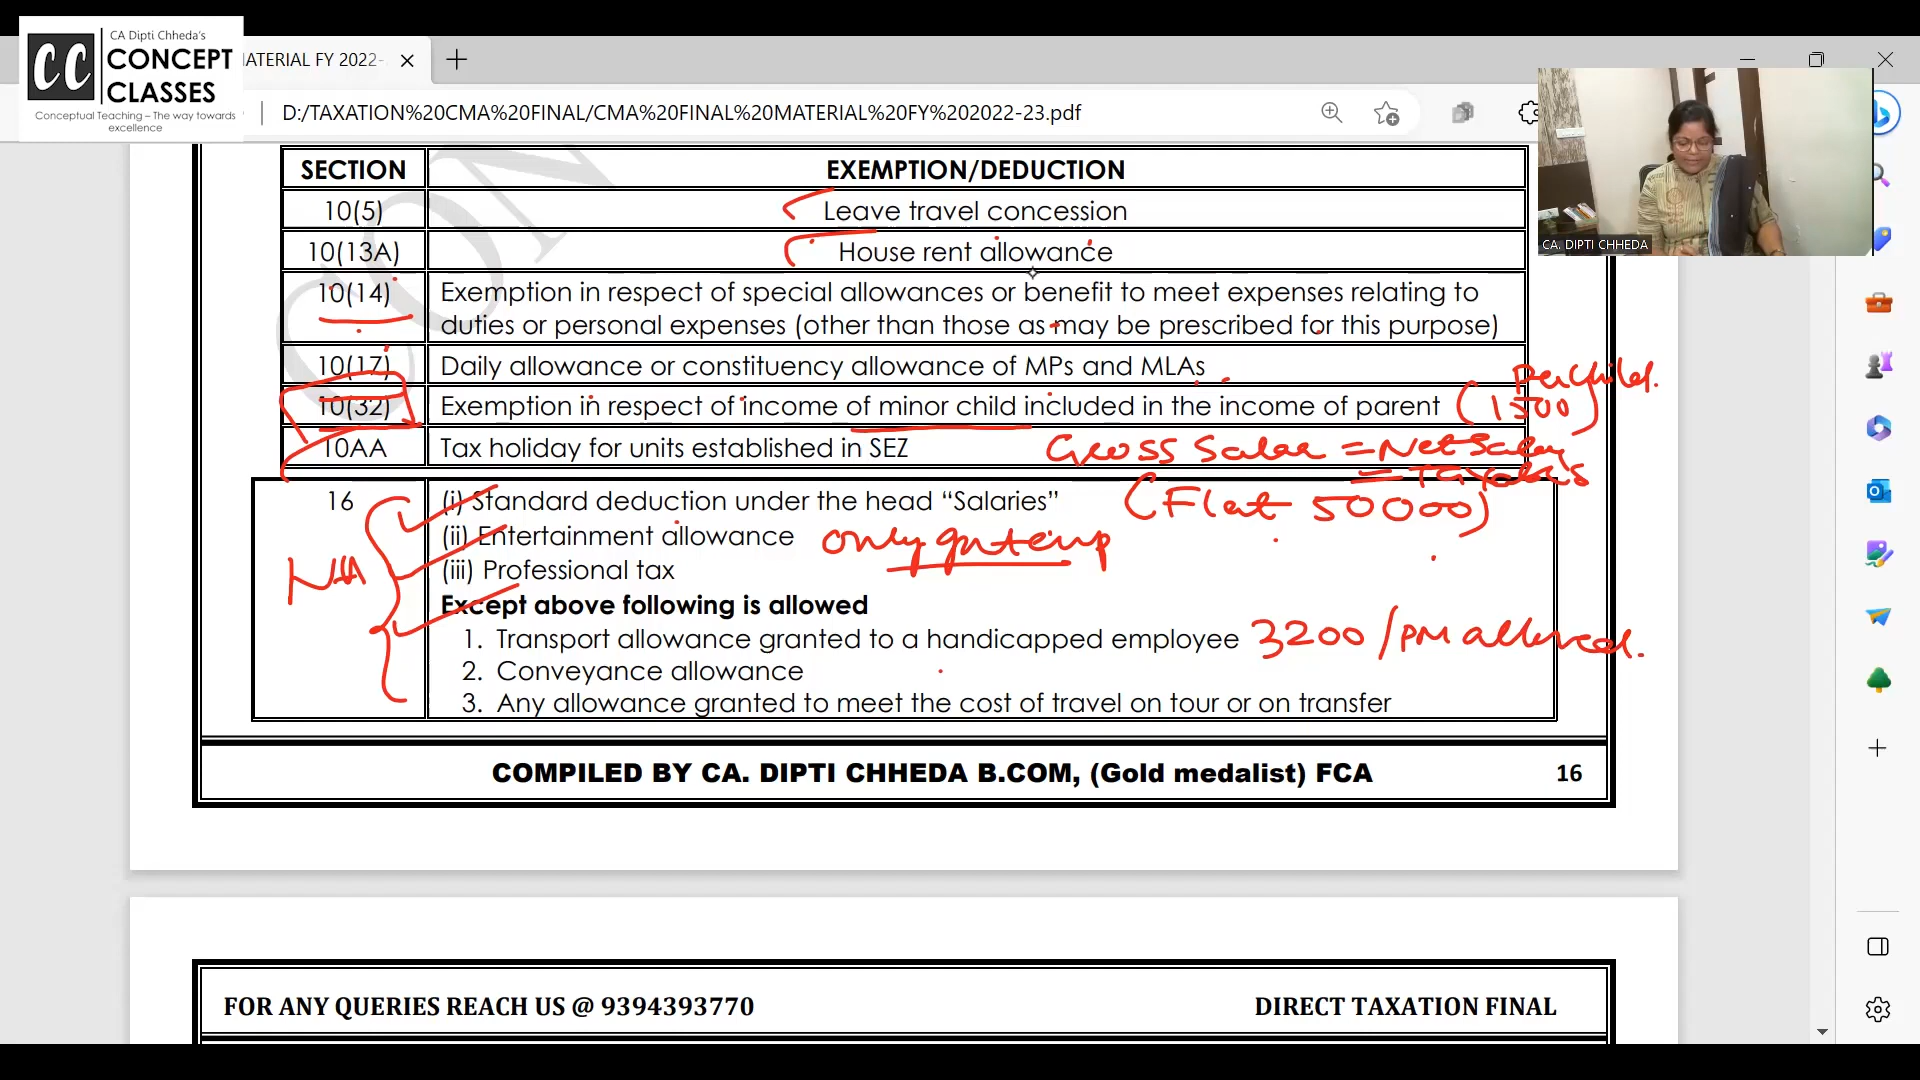 CA Dipti Chheda's
CC CONCEPT
CLASSES
Conceptual Teaching – The way towards
excellence
ATERIAL FY 2022-
D:/TAXATION%20CMA%20FINAL/CMA%20FINAL%20MATERIAL%20FY%202022-23.pdf
CA. DIPTI CHHEDA
SECTION EXEMPTION/DEDUCTION
10(5) Leave travel concession
10(13A) House rent allowance
10(14) Exemption in respect of special allowances or benefit to meet expenses relating to
duties or personal expenses (other than those as may be prescribed for this purpose)
10(17) Daily allowance or constituency allowance of MPs and MLAs
Per child.
10(32) Exemption in respect of income of minor child included in the income of parent (1500)
10AA Tax holiday for units established in SEZ Gross Salar = Net Salary
= Taxable S
16 (i) Standard deduction under the head “Salaries” (Flat 50000)
(ii) Entertainment allowance only gvt emp
NA
(iii) Professional tax
Except above following is allowed
1. Transport allowance granted to a handicapped employee 3200/PM allowed.
2. Conveyance allowance
3. Any allowance granted to meet the cost of travel on tour or on transfer
COMPILED BY CA. DIPTI CHHEDA B.COM, (Gold medalist) FCA 16
FOR ANY QUERIES REACH US @ 9394393770 DIRECT TAXATION FINAL